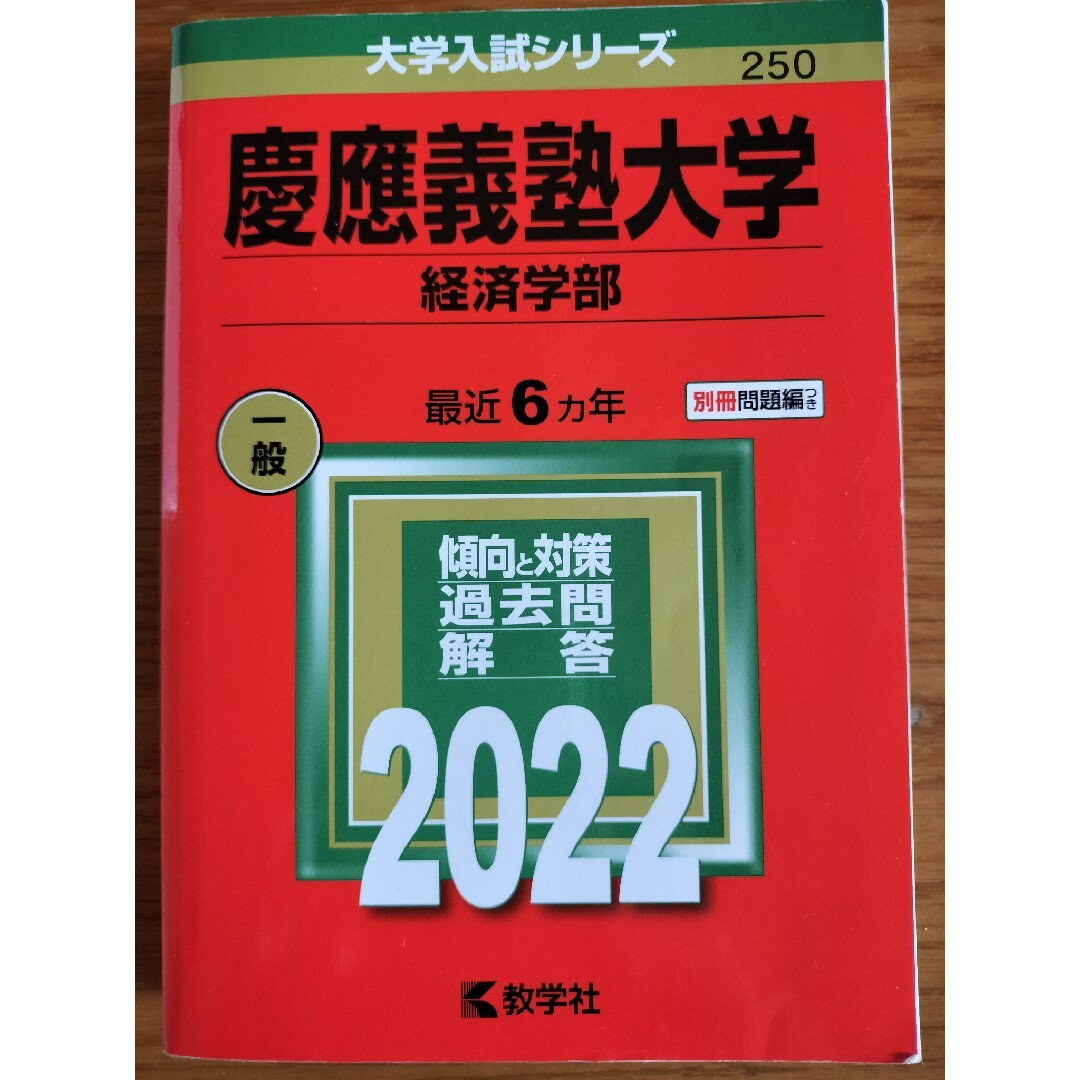 大学入試シリーズ
250
慶應義塾大学
経済学部
最近6ヵ年
別冊問題編つき
一般
傾向と対策
過去問
解答
2022
教学社